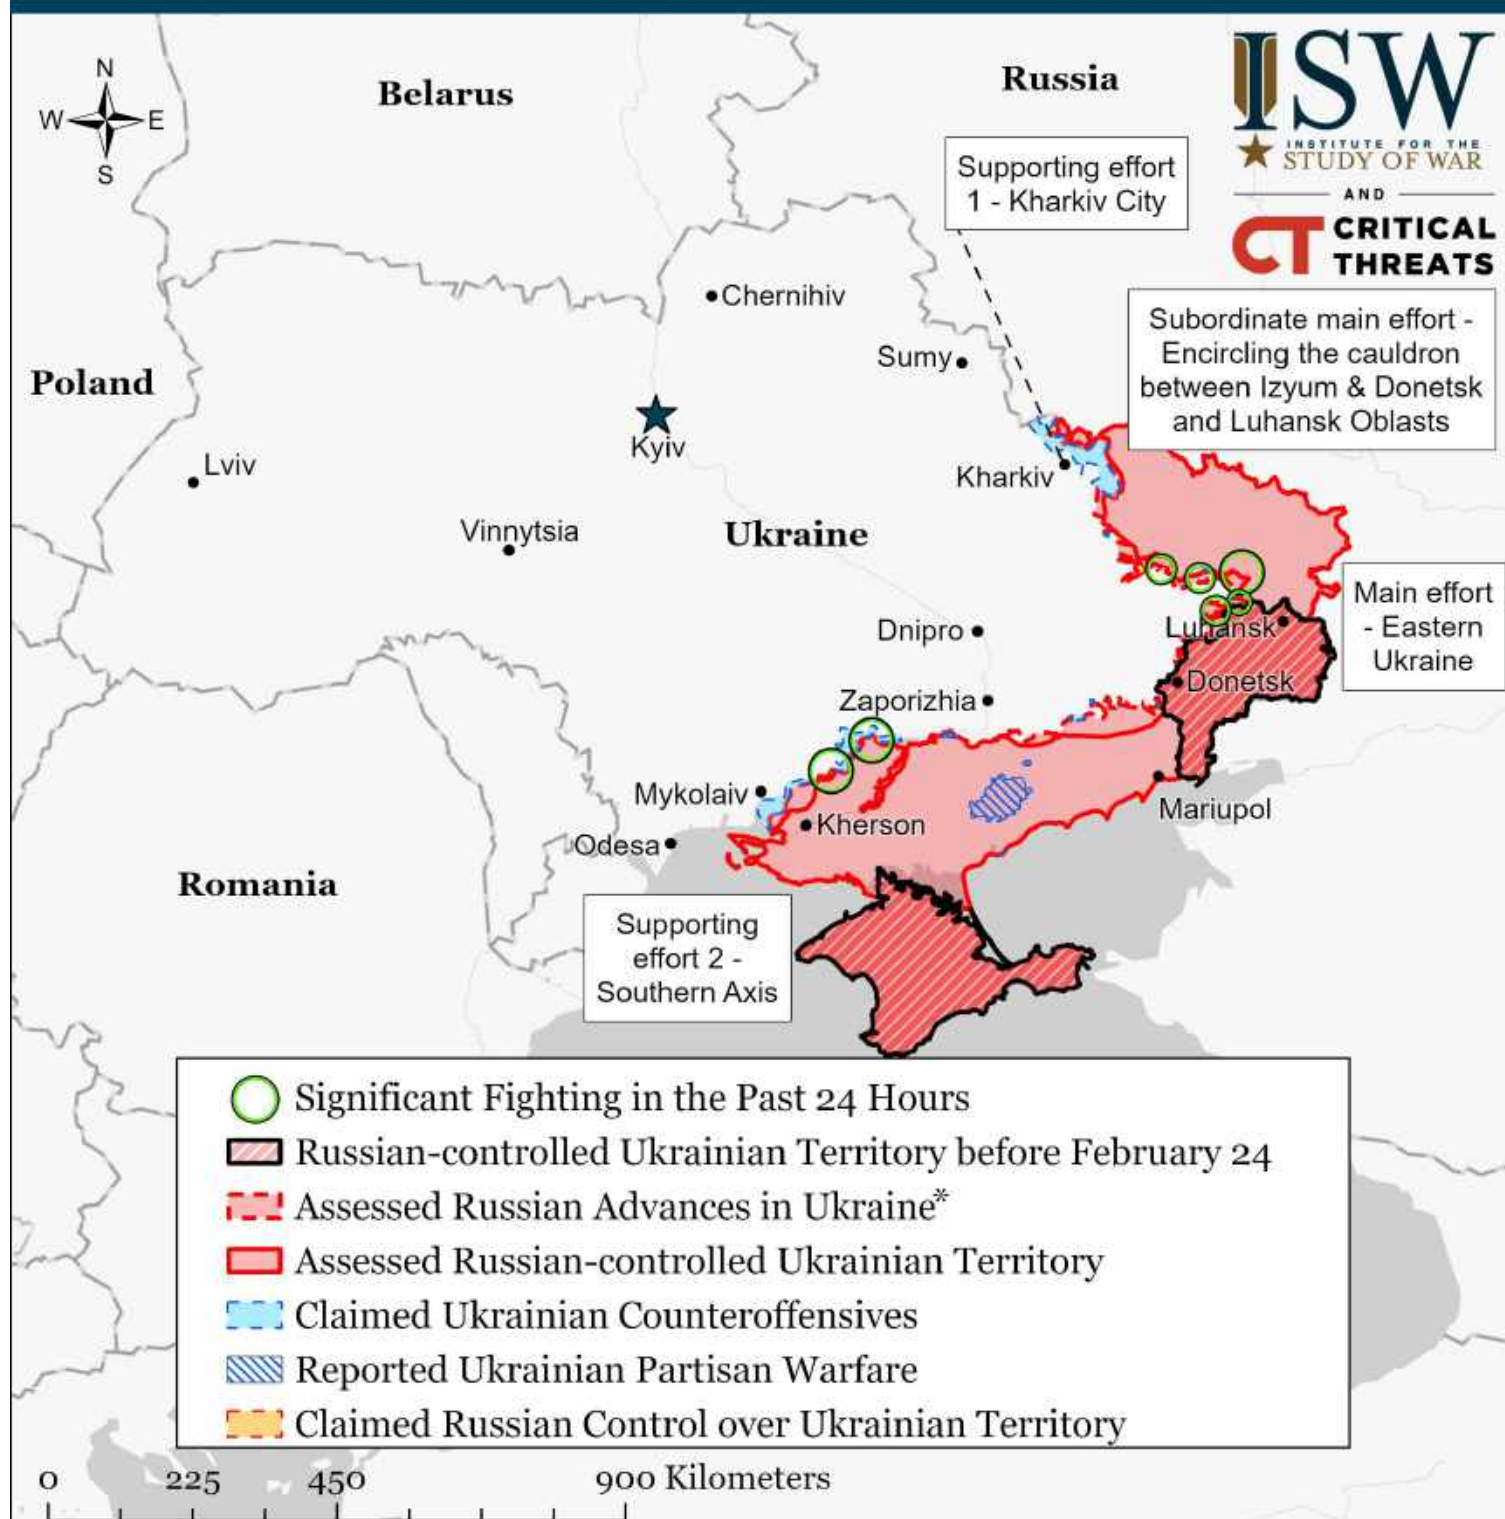 N
W
E
S
Belarus
Russia
ISW
INSTITUTE FOR THE
STUDY OF WAR
AND
CT CRITICAL
THREATS
Supporting effort
1 - Kharkiv City
Subordinate main effort -
Encircling the cauldron
between Izyum & Donetsk
and Luhansk Oblasts
Chernihiv
Sumy
Poland
Kyiv
Lviv
Kharkiv
Vinnytsia
Ukraine
Main effort
- Eastern
Ukraine
Dnipro
Luhansk
Donetsk
Zaporizhia
Mykolaiv
Mariupol
Kherson
Odesa
Romania
Supporting
effort 2 -
Southern Axis
Significant Fighting in the Past 24 Hours
Russian-controlled Ukrainian Territory before February 24
Assessed Russian Advances in Ukraine*
Assessed Russian-controlled Ukrainian Territory
Claimed Ukrainian Counteroffensives
Reported Ukrainian Partisan Warfare
Claimed Russian Control over Ukrainian Territory
0 225 450 900 Kilometers